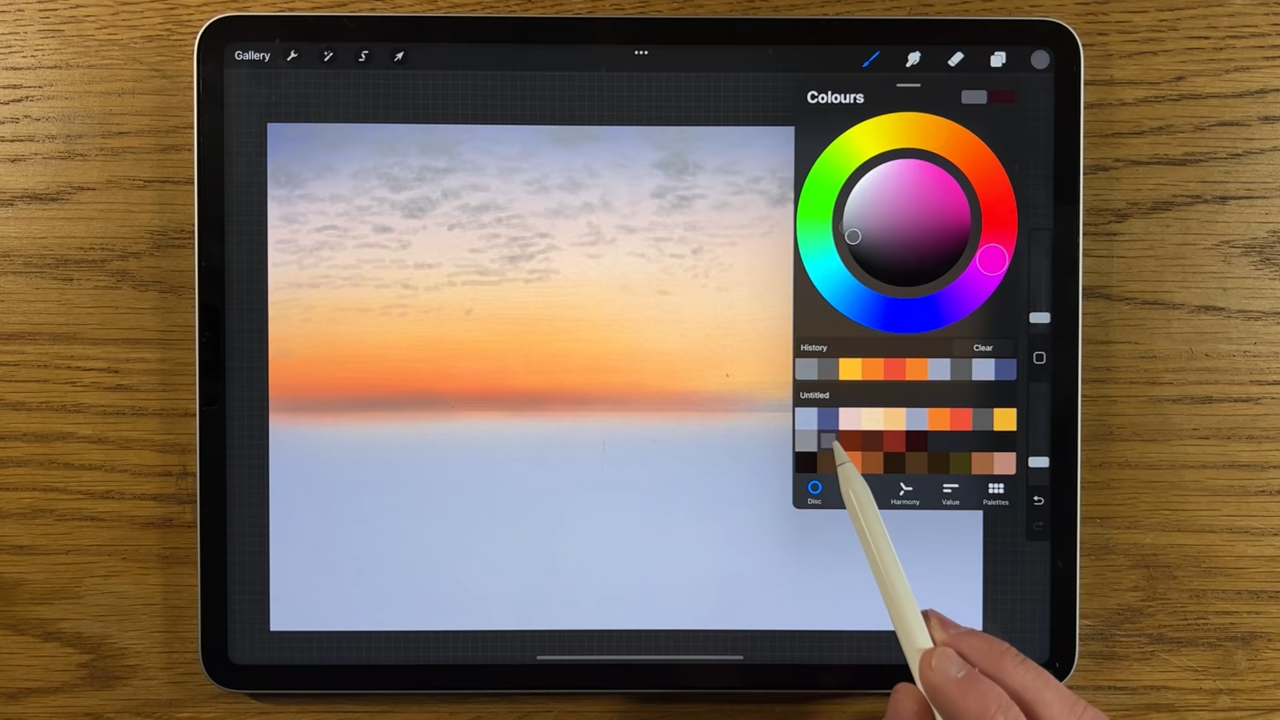 Gallery
Colours
History
Clear
Untitled
Disc
Harmony
Value
Palettes